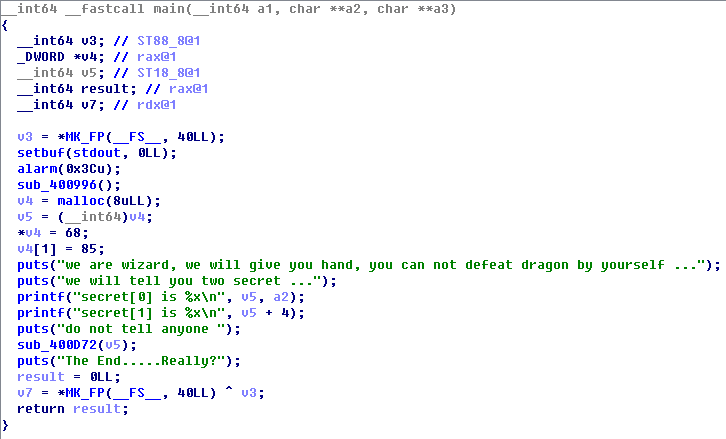 __int64 __fastcall main(__int64 a1, char **a2, char **a3)
{
  __int64 v3; // ST88_8@1
  _DWORD *v4; // rax@1
  __int64 v5; // ST18_8@1
  __int64 result; // rax@1
  __int64 v7; // rdx@1

  v3 = *MK_FP(__FS__, 40LL);
  setbuf(stdout, 0LL);
  alarm(0x3Cu);
  sub_400996();
  v4 = malloc(8uLL);
  v5 = (__int64)v4;
  *v4 = 68;
  v4[1] = 85;
  puts("we are wizard, we will give you hand, you can not defeat dragon by yourself ...");
  puts("we will tell you two secret ...");
  printf("secret[0] is %x\n", v5, a2);
  printf("secret[1] is %x\n", v5 + 4);
  puts("do not tell anyone ");
  sub_400D72(v5);
  puts("The End.....Really?");
  result = 0LL;
  v7 = *MK_FP(__FS__, 40LL) ^ v3;
  return result;
}